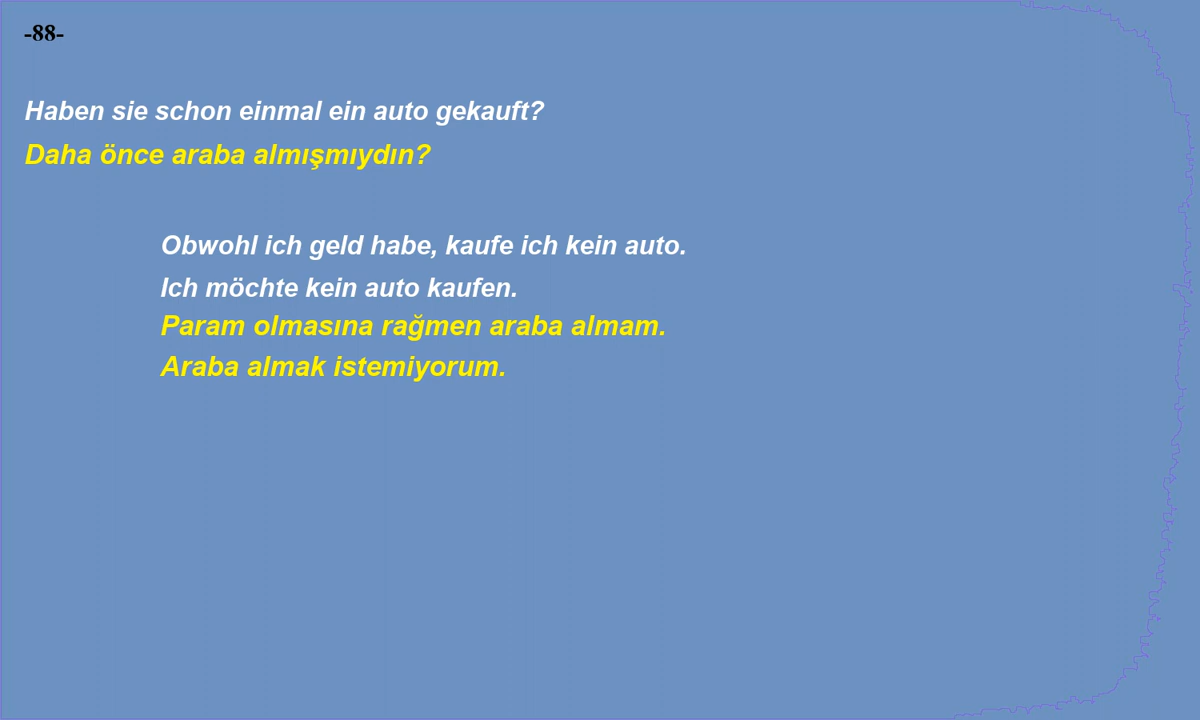 -88-
Haben sie schon einmal ein auto gekauft?
Daha önce araba almışmıydın?
Obwohl ich geld habe, kaufe ich kein auto.
Ich möchte kein auto kaufen.
Param olmasına rağmen araba almam.
Araba almak istemiyorum.